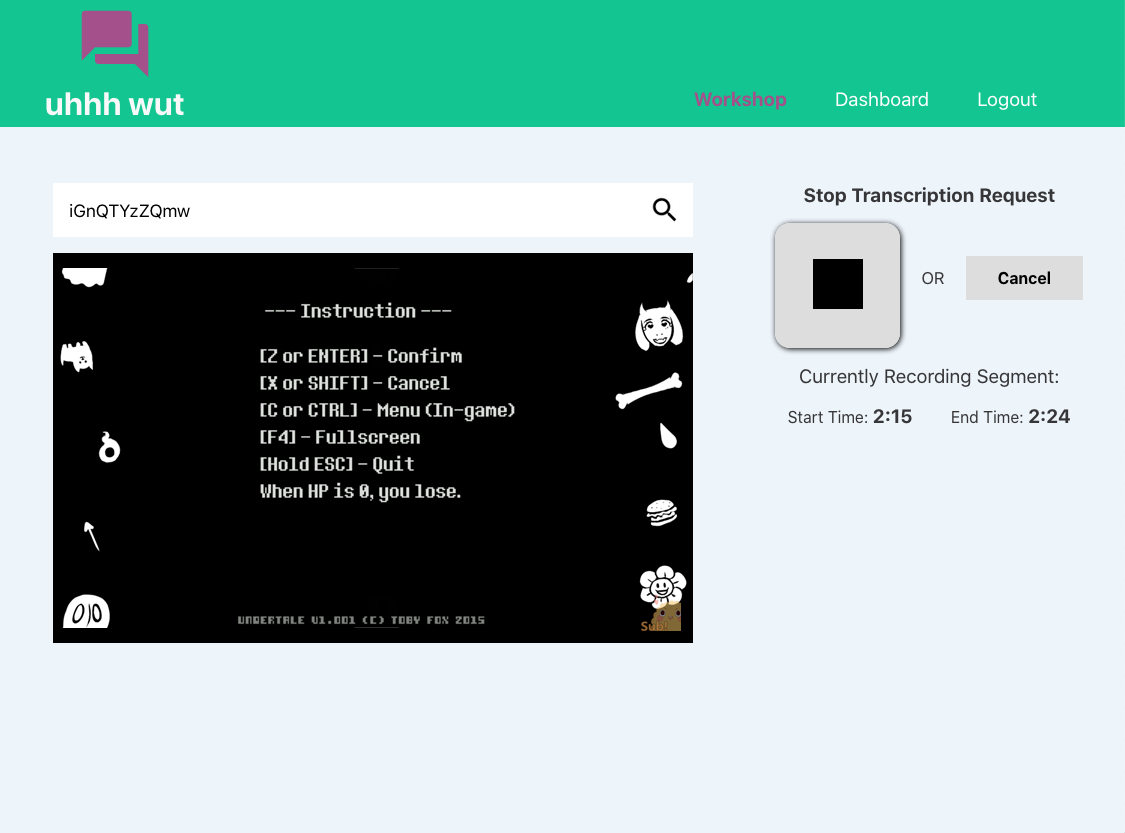 uhhh wut
Workshop Dashboard Logout
iGnQTYzZQmw
--- Instruction ---
[Z or ENTER] - Confirm
[X or SHIFT] - Cancel
[C or CTRL] - Menu (In-game)
[F4] - Fullscreen
[Hold ESC] - Quit
When HP is 0, you lose.
UNDERTALE V1.001 (C) TOBY FOX 2015
Stop Transcription Request
OR
Cancel
Currently Recording Segment:
Start Time: 2:15 End Time: 2:24